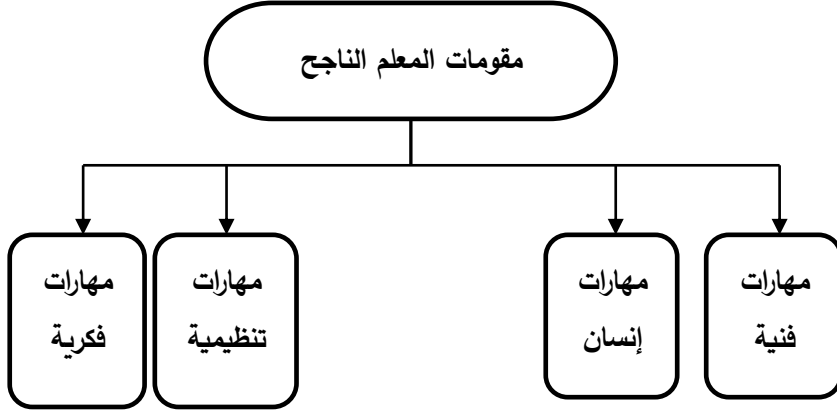 مقومات المعلم الناجح
مهارات
فنية
مهارات
إنسان
مهارات
تنظيمية
مهارات
فكرية